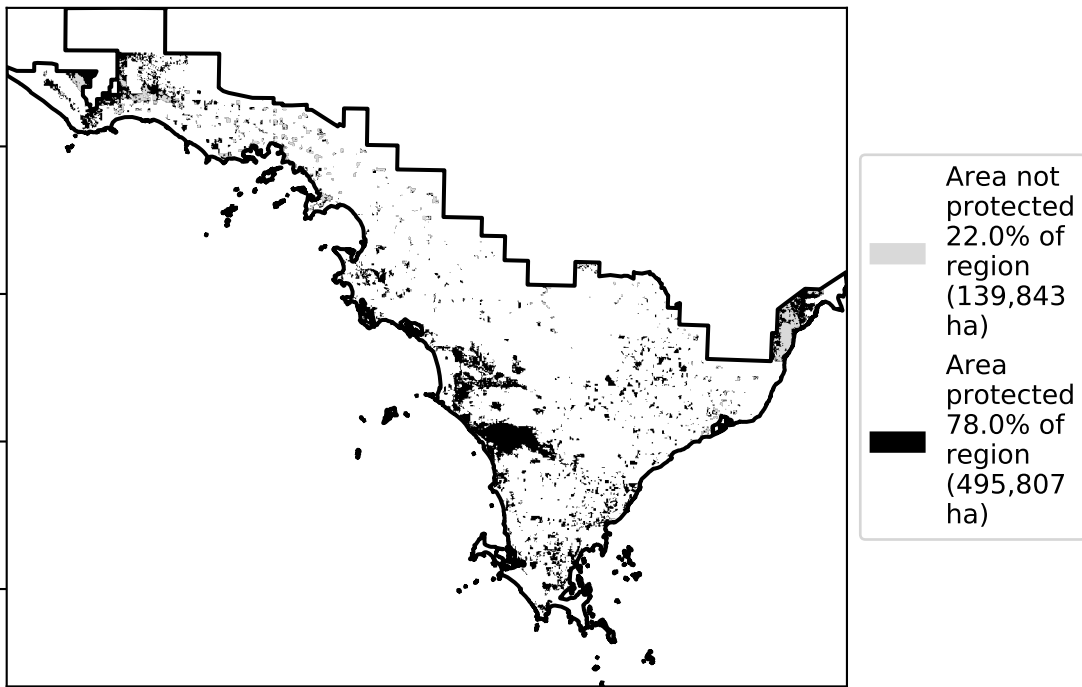 Area not
protected
22.0% of
region
(139,843
ha)
Area
protected
78.0% of
region
(495,807
ha)